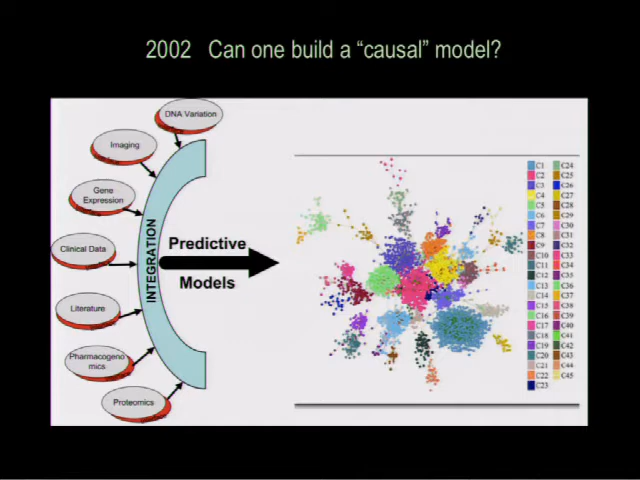 2002 Can one build a “causal” model?
DNA Variation
Imaging
Gene
Expression
Clinical Data
Literature
Pharmacogeno
mics
Proteomics
INTEGRATION
Predictive
Models
C1
C2
C3
C4
C5
C6
C7
C8
C9
C10
C11
C12
C13
C14
C15
C16
C17
C18
C19
C20
C21
C22
C23
C24
C25
C26
C27
C28
C29
C30
C31
C32
C33
C34
C35
C36
C37
C38
C39
C40
C41
C42
C43
C44
C45